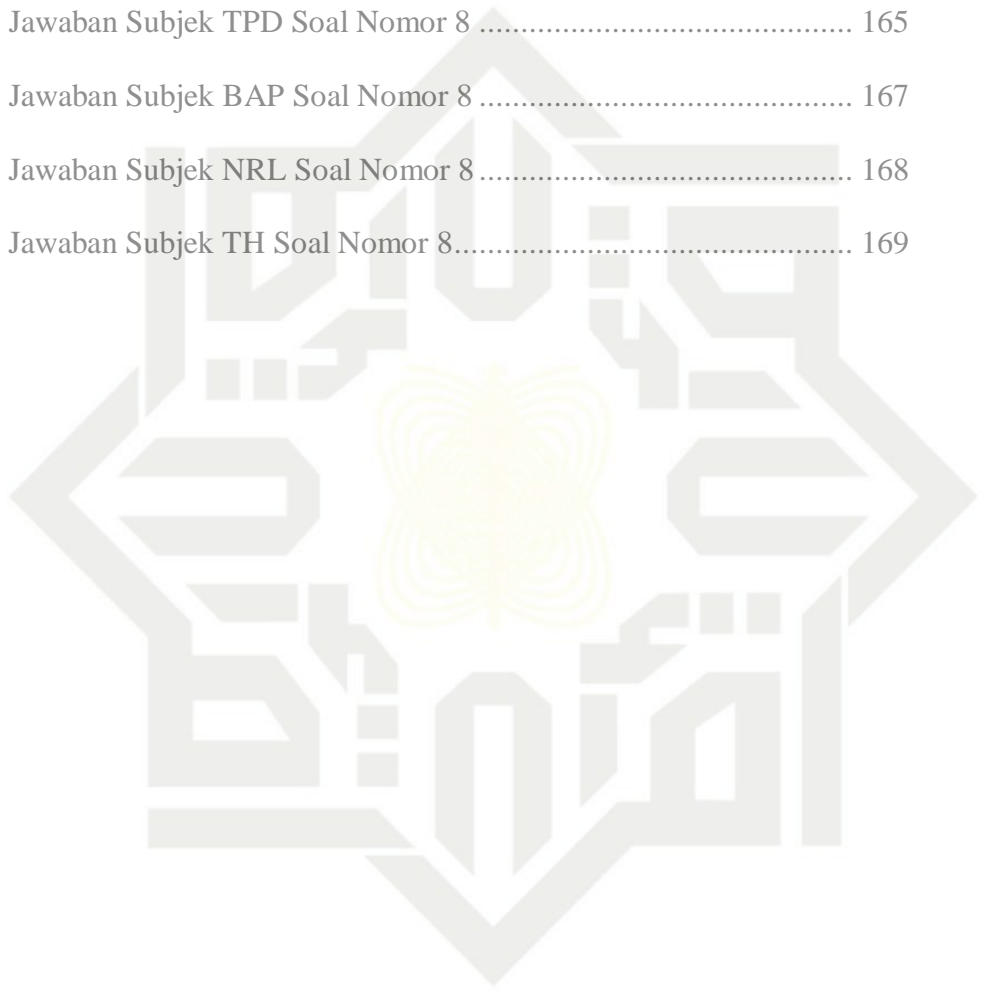 Jawaban Subjek TPD Soal Nomor 8 ............................................ 165
Jawaban Subjek BAP Soal Nomor 8 ............................................ 167
Jawaban Subjek NRL Soal Nomor 8 ............................................ 168
Jawaban Subjek TH Soal Nomor 8............................................... 169